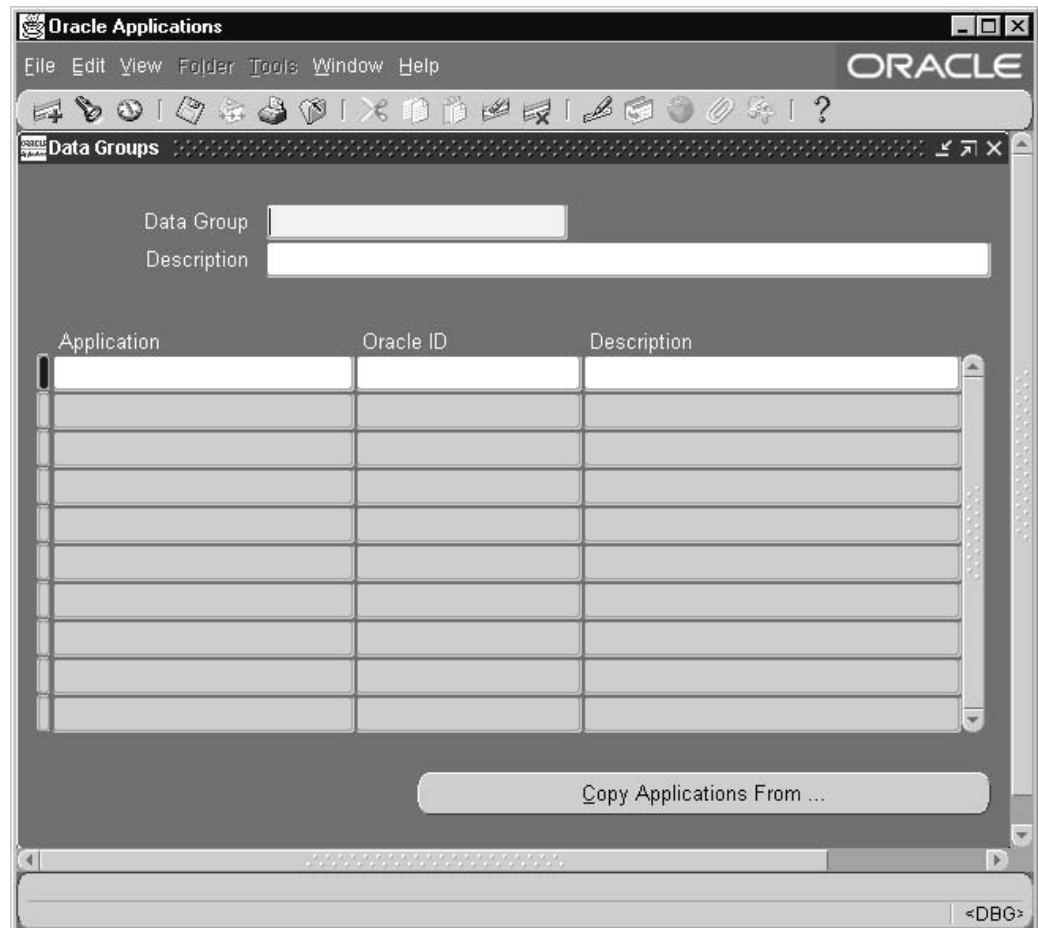 Oracle Applications
File Edit View Folder Tools Window Help
ORACLE
?
Data Groups
Data Group
Description
Application Oracle ID Description
Copy Applications From ...
<DBG>